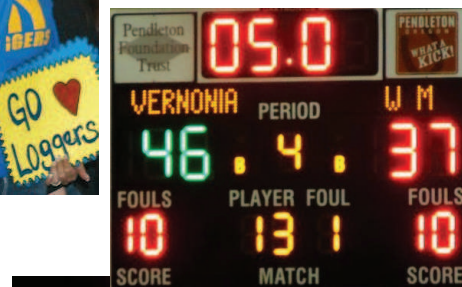 GERS
GO
Loggers
Pendleton
Foundation
Trust
05.0
PENDLETON
WHAT A
KICK!
VERNONIA
PERIOD
W M
46
B 4 B
37
FOULS
PLAYER FOUL
FOULS
10
13 1
10
SCORE
MATCH
SCORE